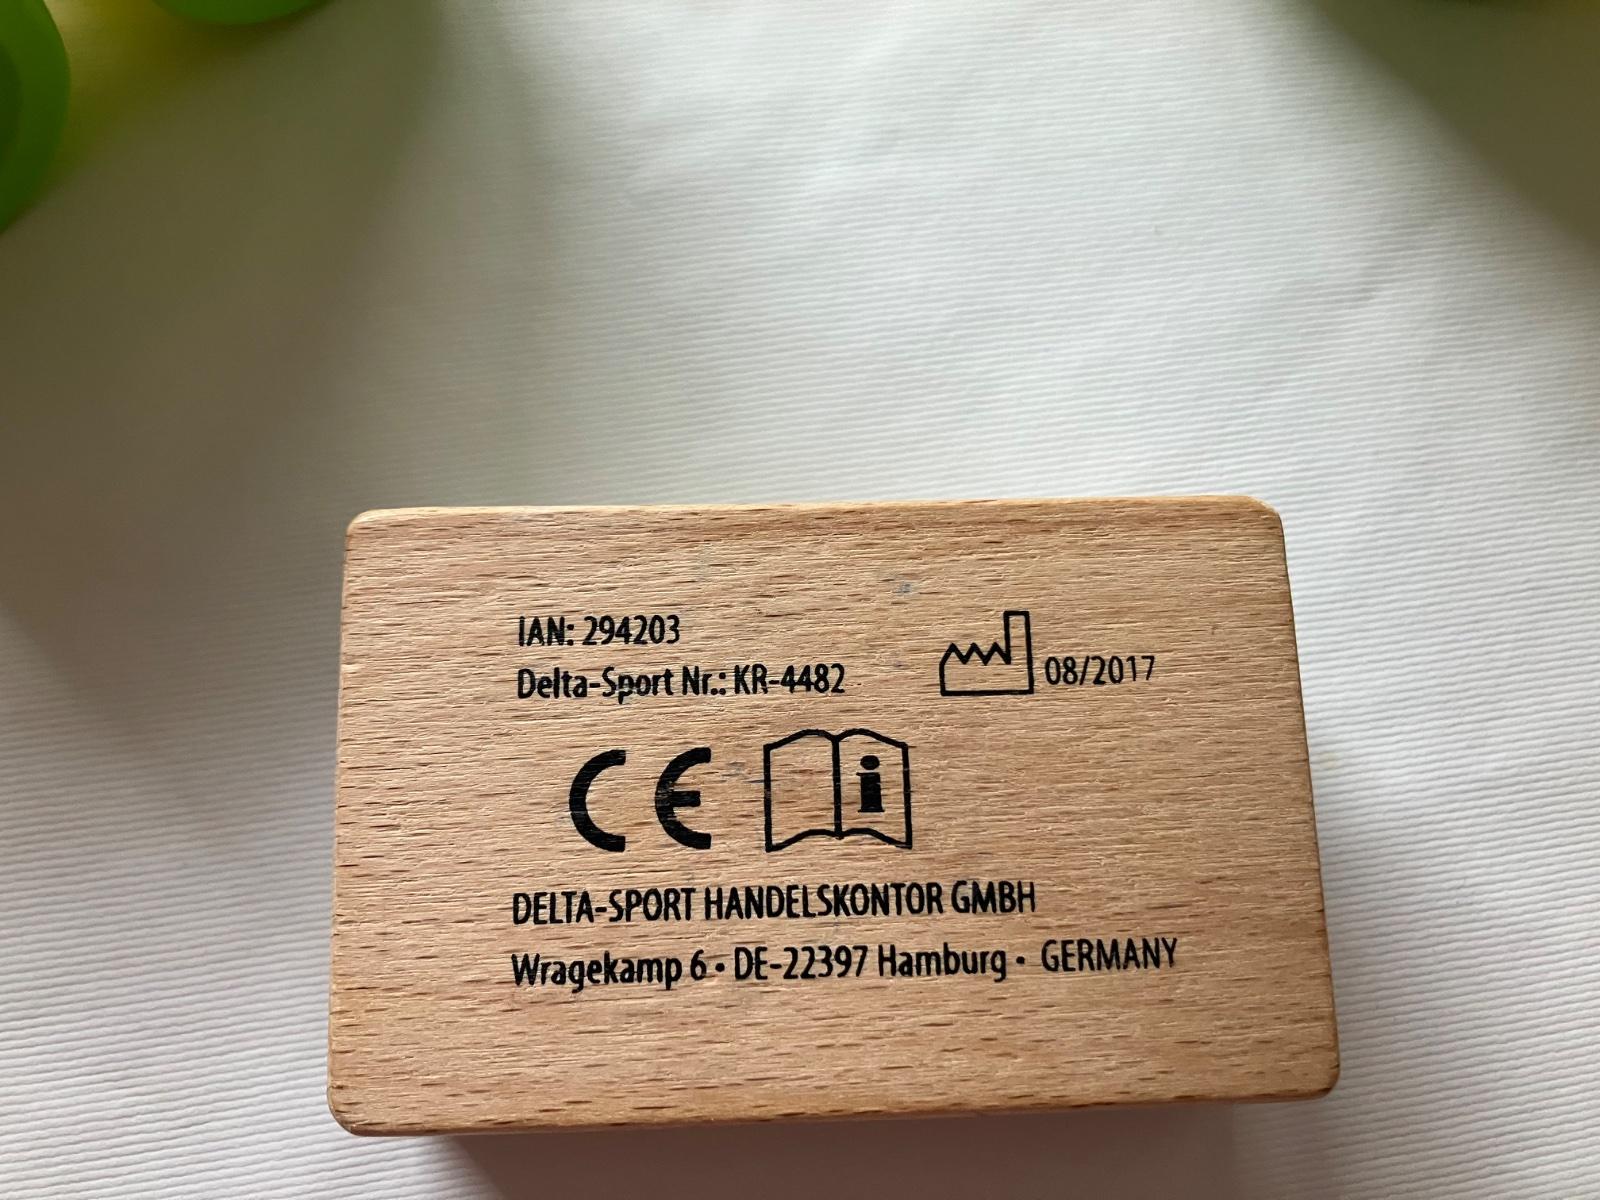 IAN: 294203
Delta-Sport Nr.: KR-4482
08/2017
CE
i
DELTA-SPORT HANDELSKONTOR GMBH
Wragekamp 6 • DE-22397 Hamburg • GERMANY